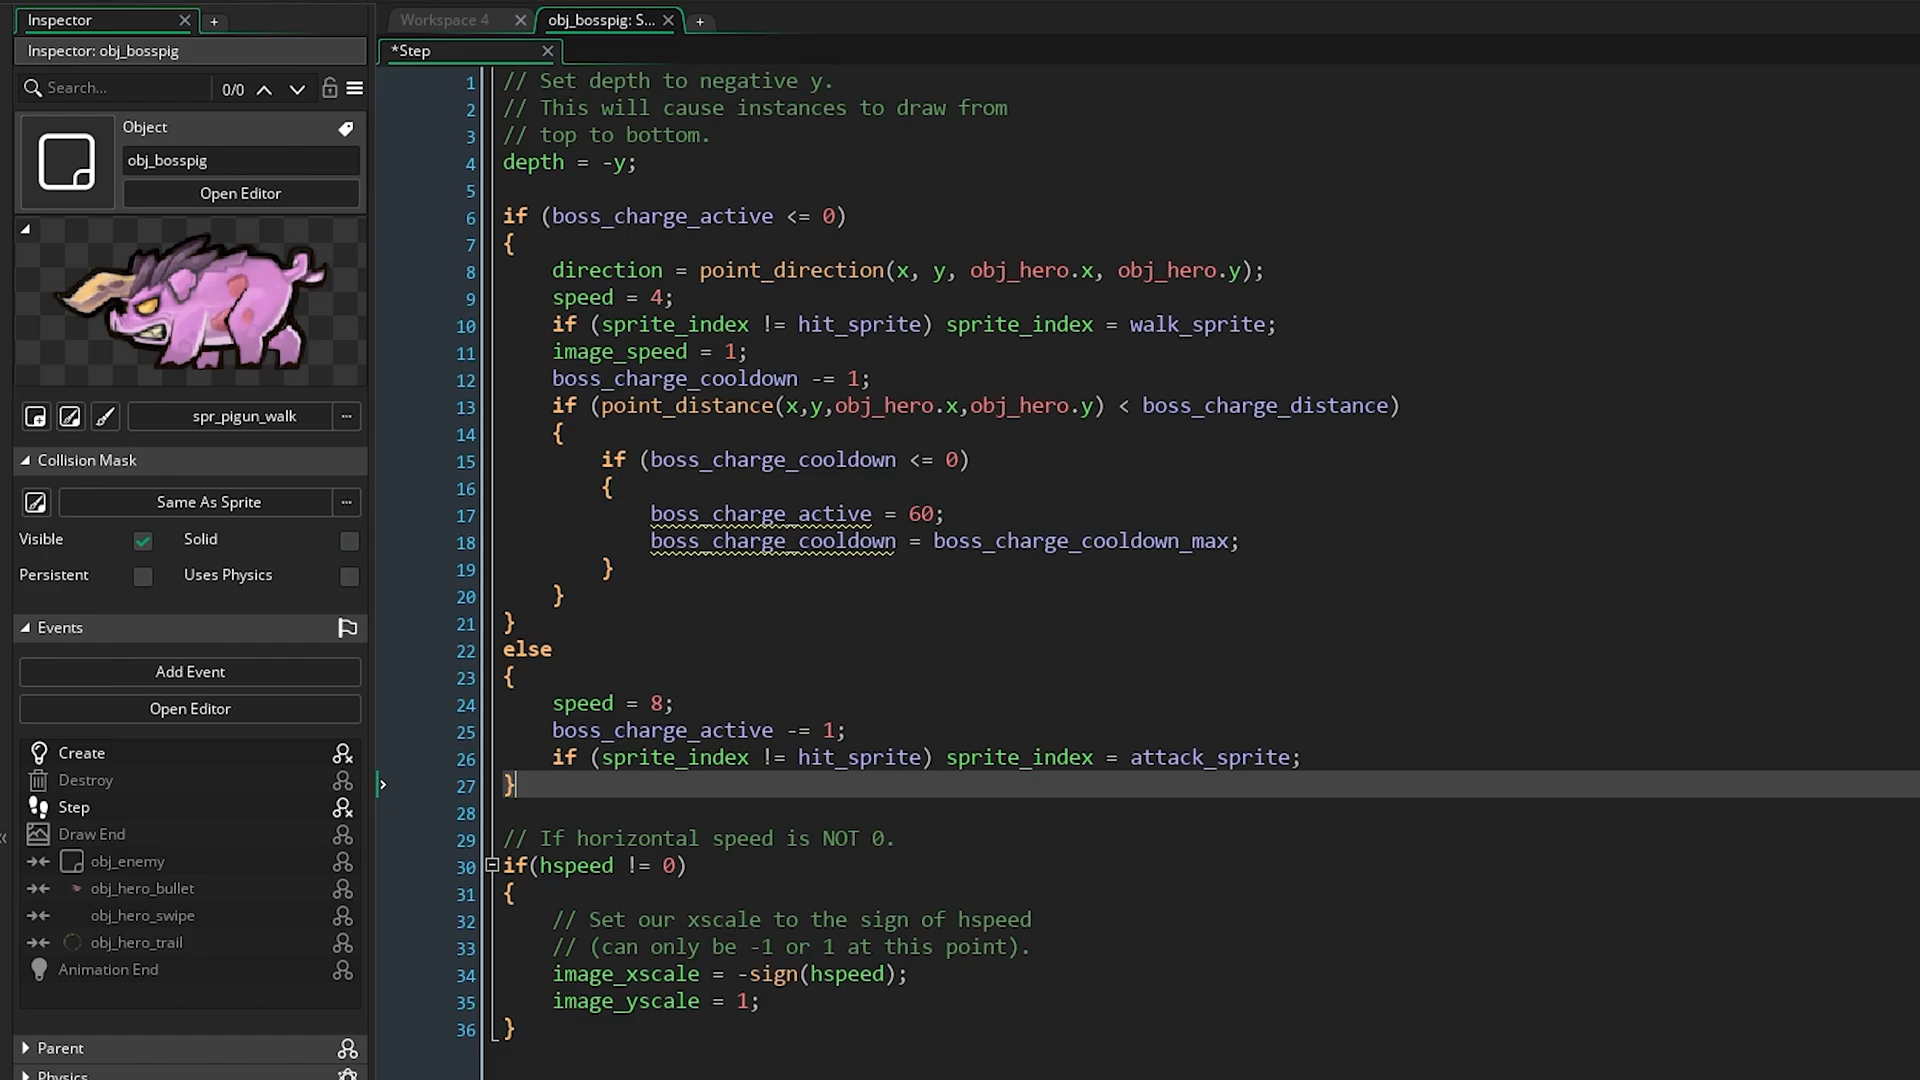 Inspector
Workspace 4
obj_bosspig: S...
Inspector: obj_bosspig
*Step
Search...
0/0
Object
obj_bosspig
Open Editor
spr_pigun_walk
Collision Mask
Same As Sprite
Visible
Solid
Persistent
Uses Physics
Events
Add Event
Open Editor
Create
Destroy
Step
Draw End
obj_enemy
obj_hero_bullet
obj_hero_swipe
obj_hero_trail
Animation End
Parent
Physics
1 // Set depth to negative y.
2 // This will cause instances to draw from
3 // top to bottom.
4 depth = -y;
5
6 if (boss_charge_active <= 0)
7 {
8 direction = point_direction(x, y, obj_hero.x, obj_hero.y);
9 speed = 4;
10 if (sprite_index != hit_sprite) sprite_index = walk_sprite;
11 image_speed = 1;
12 boss_charge_cooldown -= 1;
13 if (point_distance(x,y,obj_hero.x,obj_hero.y) < boss_charge_distance)
14 {
15 if (boss_charge_cooldown <= 0)
16 {
17 boss_charge_active = 60;
18 boss_charge_cooldown = boss_charge_cooldown_max;
19 }
20 }
21 }
22 else
23 {
24 speed = 8;
25 boss_charge_active -= 1;
26 if (sprite_index != hit_sprite) sprite_index = attack_sprite;
27 }
28
29 // If horizontal speed is NOT 0.
30 if(hspeed != 0)
31 {
32 // Set our xscale to the sign of hspeed
33 // (can only be -1 or 1 at this point).
34 image_xscale = -sign(hspeed);
35 image_yscale = 1;
36 }